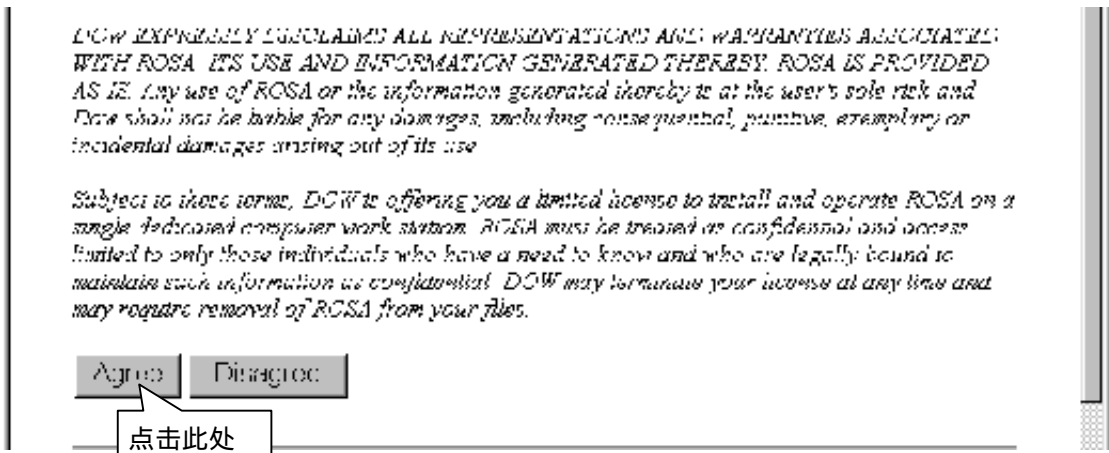 DOW EXPRESSLY DISCLAIMS ALL REPRESENTATIONS AND WARRANTIES ASSOCIATED
WITH ROSA. ITS USE AND INFORMATION GENERATED THEREBY. ROSA IS PROVIDED
AS IS. Any use of ROSA or the information generated thereby is at the user's sole risk and
Dow shall not be liable for any damages, including consequential, punitive, exemplary or
incidental damages arising out of its use
Subject to these terms, DOW is offering you a limited license to install and operate ROSA on a
single dedicated computer work station. ROSA must be treated as confidential and access
limited to only those individuals who have a need to know and who are legally bound to
maintain such information as confidential. DOW may terminate your license at any time and
may require removal of ROSA from your files.
Agree Disagree
点击此处